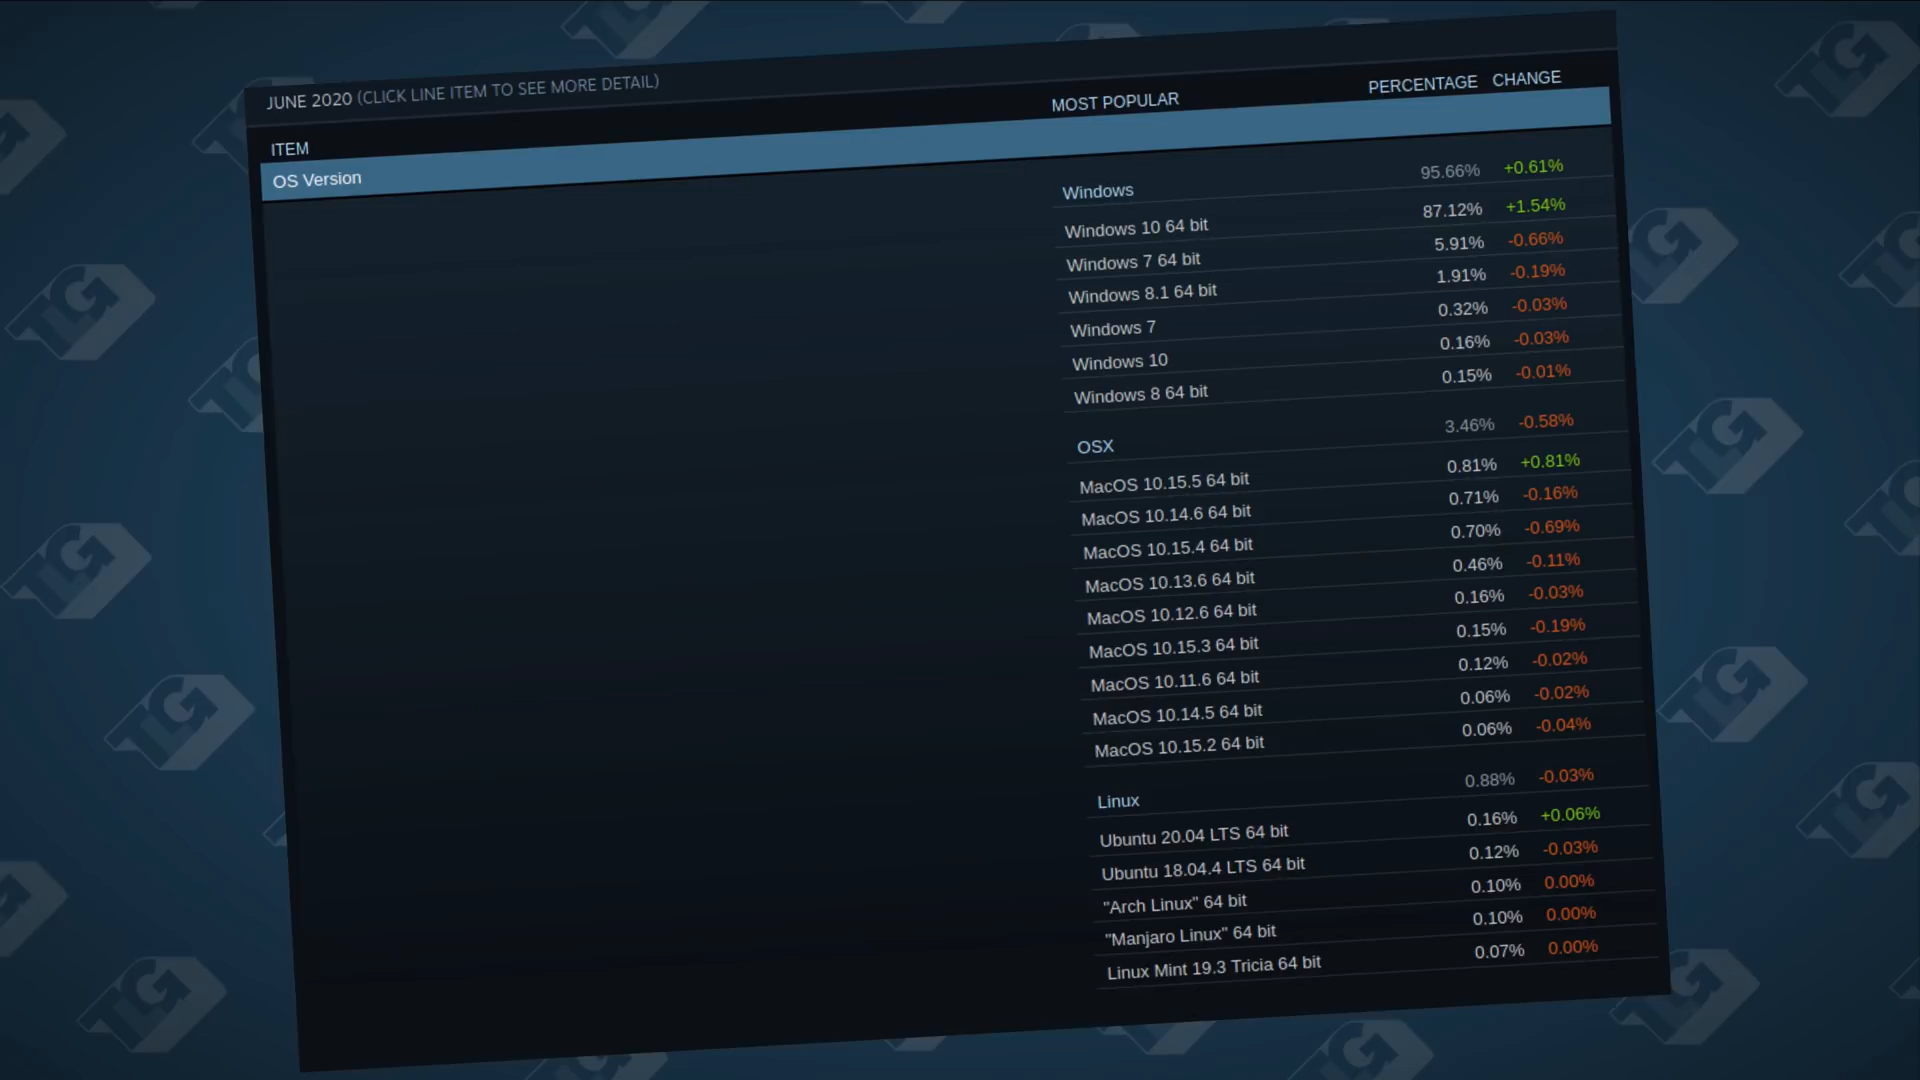 JUNE 2020 (CLICK LINE ITEM TO SEE MORE DETAIL)
ITEM MOST POPULAR PERCENTAGE CHANGE
OS Version
Windows 95.66% +0.61%
Windows 10 64 bit 87.12% +1.54%
Windows 7 64 bit 5.91% -0.66%
Windows 8.1 64 bit 1.91% -0.19%
Windows 7 0.32% -0.03%
Windows 10 0.16% -0.03%
Windows 8 64 bit 0.15% -0.01%
OSX 3.46% -0.58%
MacOS 10.15.5 64 bit 0.81% +0.81%
MacOS 10.14.6 64 bit 0.71% -0.16%
MacOS 10.15.4 64 bit 0.70% -0.69%
MacOS 10.13.6 64 bit 0.46% -0.11%
MacOS 10.12.6 64 bit 0.16% -0.03%
MacOS 10.15.3 64 bit 0.15% -0.19%
MacOS 10.11.6 64 bit 0.12% -0.02%
MacOS 10.14.5 64 bit 0.06% -0.02%
MacOS 10.15.2 64 bit 0.06% -0.04%
Linux 0.88% -0.03%
Ubuntu 20.04 LTS 64 bit 0.16% +0.06%
Ubuntu 18.04.4 LTS 64 bit 0.12% -0.03%
"Arch Linux" 64 bit 0.10% 0.00%
"Manjaro Linux" 64 bit 0.10% 0.00%
Linux Mint 19.3 Tricia 64 bit 0.07% 0.00%